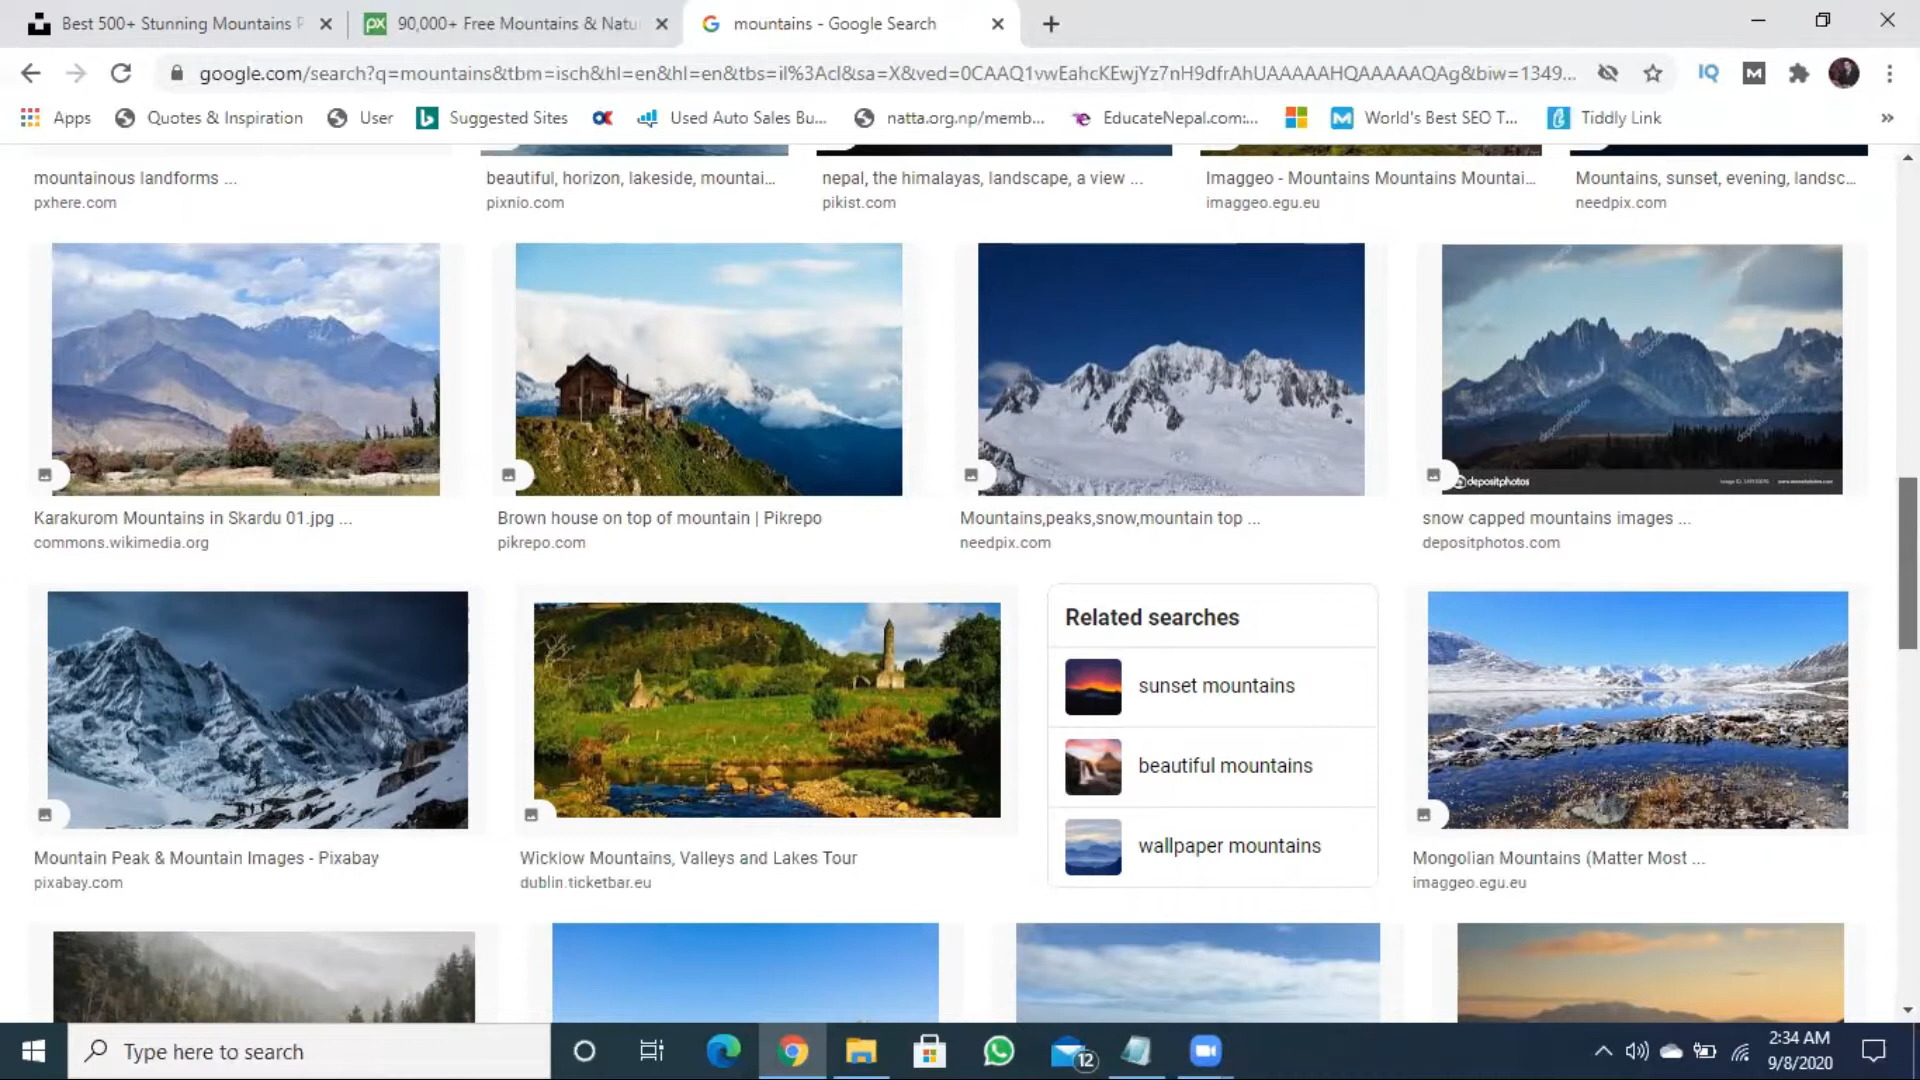 Best 500+ Stunning Mountains P
90,000+ Free Mountains & Natu
mountains - Google Search
google.com/search?q=mountains&tbm=isch&hl=en&hl=en&tbs=il%3Acl&sa=X&ved=0CAAQ1vwEahcKEwjYz7nH9dfrAhUAAAAAHQAAAAAQAg&biw=1349...
IQ
M
Apps
Quotes & Inspiration
User
Suggested Sites
Used Auto Sales Bu...
natta.org.np/memb...
EducateNepal.com:...
World's Best SEO T...
Tiddly Link
»
mountainous landforms ...
pxhere.com
beautiful, horizon, lakeside, mountai...
pixnio.com
nepal, the himalayas, landscape, a view ...
pikist.com
Imaggeo - Mountains Mountains Mountai...
imaggeo.egu.eu
Mountains, sunset, evening, landsc...
needpix.com
depositphotos
Karakurom Mountains in Skardu 01.jpg ...
commons.wikimedia.org
Brown house on top of mountain | Pikrepo
pikrepo.com
Mountains,peaks,snow,mountain top ...
needpix.com
snow capped mountains images ...
depositphotos.com
Mountain Peak & Mountain Images - Pixabay
pixabay.com
Wicklow Mountains, Valleys and Lakes Tour
dublin.ticketbar.eu
Related searches
sunset mountains
beautiful mountains
wallpaper mountains
Mongolian Mountains (Matter Most ...
imaggeo.egu.eu
Type here to search
12
2:34 AM
9/8/2020